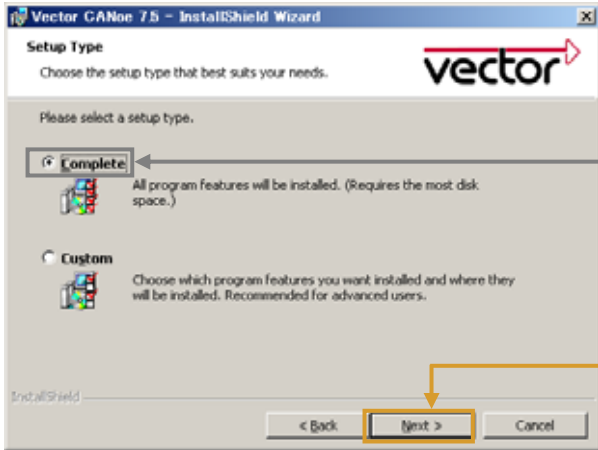 Vector CANoe 7.5 - InstallShield Wizard
Setup Type
Choose the setup type that best suits your needs.
vector
Please select a setup type.
Complete
All program features will be installed. (Requires the most disk
space.)
Custom
Choose which program features you want installed and where they
will be installed. Recommended for advanced users.
InstallShield
< Back
Next >
Cancel